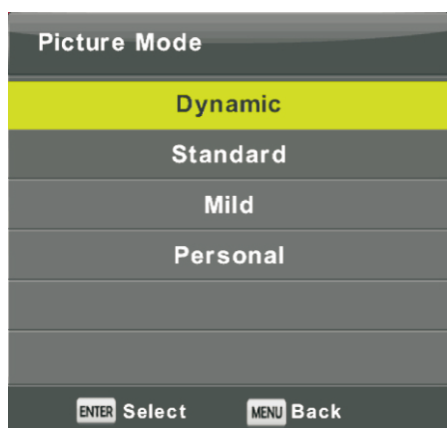 Picture Mode
Dynamic
Standard
Mild
Personal
ENTER Select MENU Back